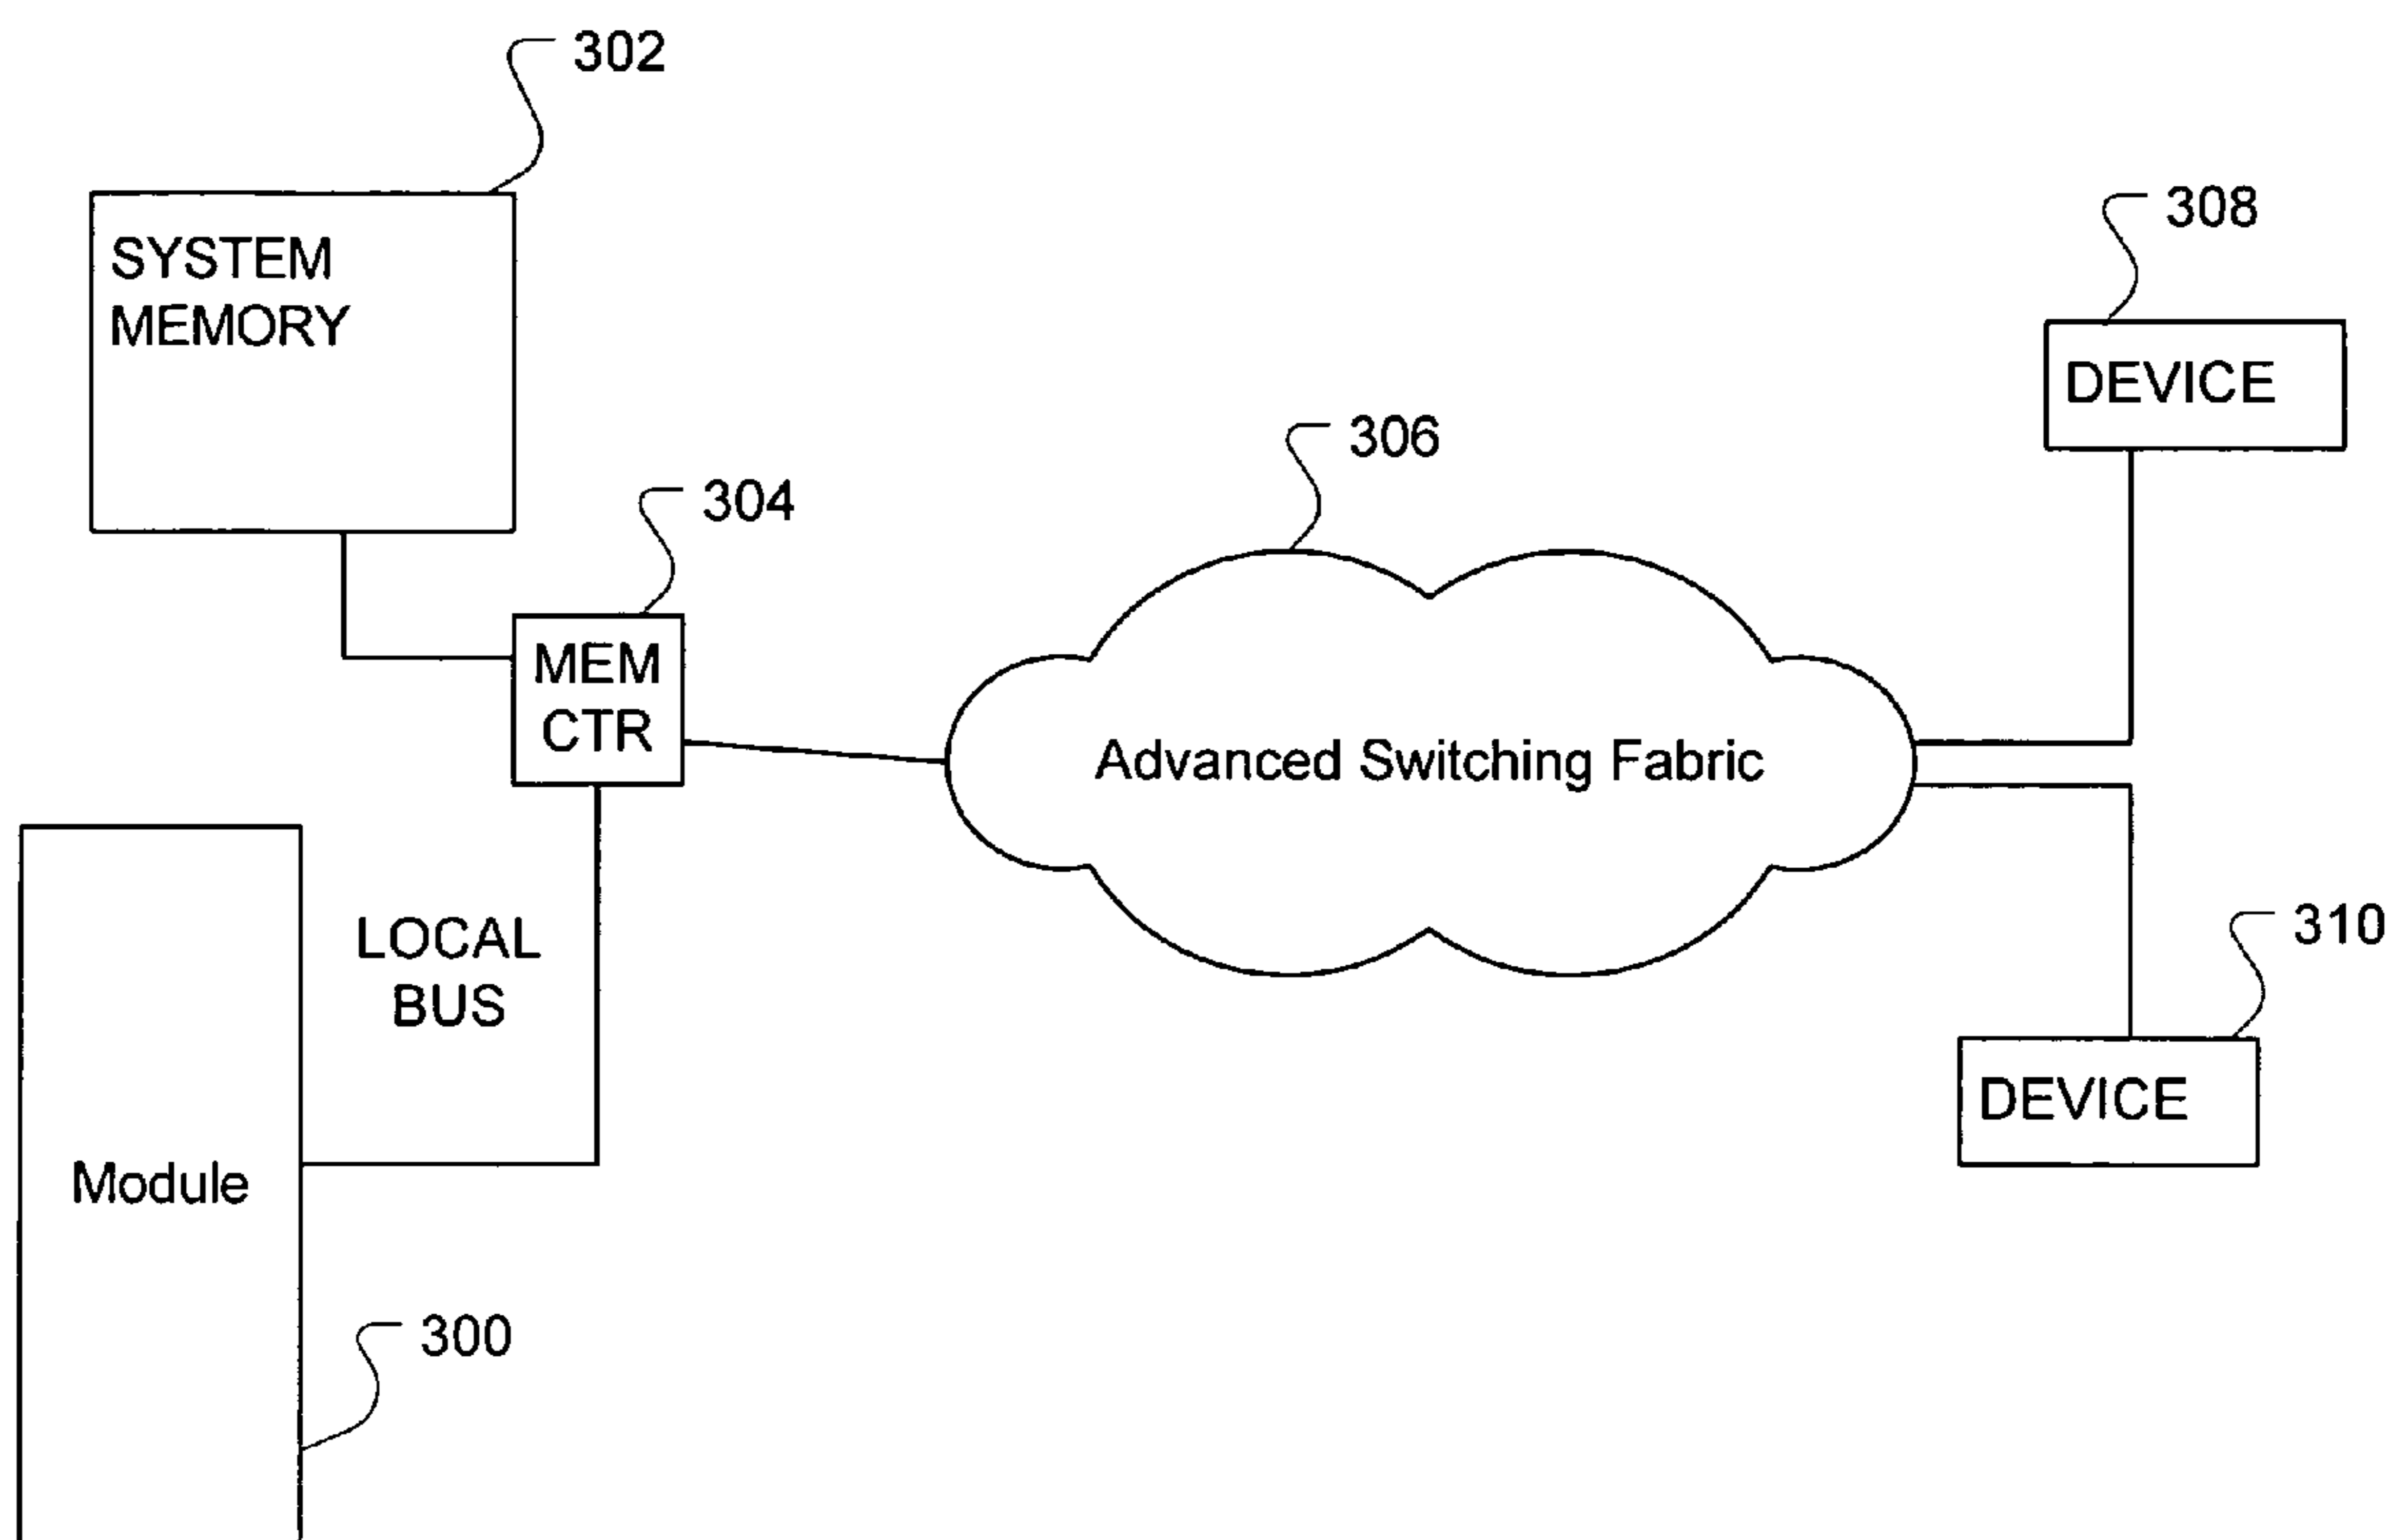 302
SYSTEM
MEMORY
308
DEVICE
306
304
MEM
CTR
Advanced Switching Fabric
LOCAL
BUS
310
DEVICE
Module
300